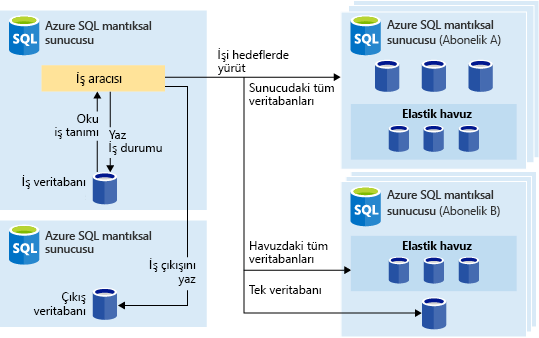 Azure SQL mantıksal
sunucusu
SQL
İş aracısı
Oku
iş tanımı
Yaz
İş durumu
İş veritabanı
Azure SQL mantıksal
sunucusu
SQL
İş çıkışını
yaz
Çıkış
veritabanı
İşi hedeflerde
yürüt
Sunucudaki tüm
veritabanları
Havuzdaki tüm
veritabanları
Tek veritabanı
Azure SQL mantıksal
sunucusu (Abonelik A)
SQL
Elastik havuz
Azure SQL mantıksal
sunucusu (Abonelik B)
SQL
Elastik havuz